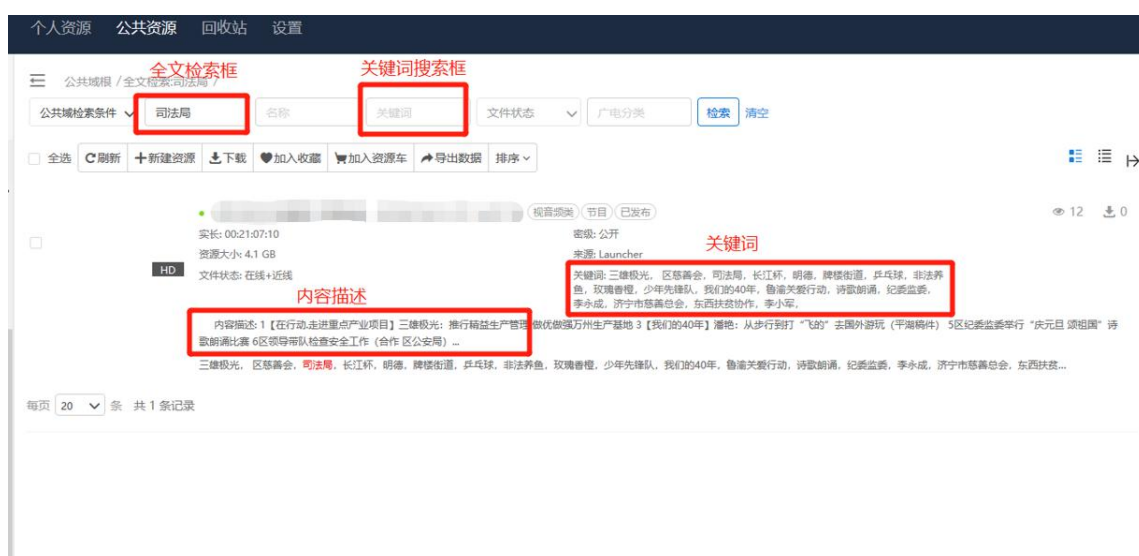 个人资源 公共资源 回收站 设置
全文检索框 关键词搜索框
公共域根 / 全文检索:司法局 /
公共域检索条件 司法局 名称 关键词 文件状态 广电分类 检索 清空
全选 刷新 新建资源 下载 加入收藏 加入资源车 导出数据 排序
视音频类 节目 已发布 12 0
实长: 00:21:07:10 密级: 公开
关键词
资源大小: 4.1 GB 来源: Launcher
HD 文件状态: 在线+近线 关键词: 三雄极光, 区慈善会, 司法局, 长江杯, 明德, 牌楼街道, 乒乓球, 非法养
鱼, 玫瑰香橙, 少年先锋队, 我们的40年, 鲁渝关爱行动, 诗歌朗诵, 纪委监委,
李永成, 济宁市慈善总会, 东西扶贫协作, 李小军,
内容描述
内容描述: 1【在行动.走进重点产业项目】三雄极光: 推行精益生产管理 做优做强万州生产基地 3【我们的40年】潘艳: 从步行到打“飞的”去国外游玩 (平湖稿件) 5区纪委监委举行“庆元旦 颂祖国”诗
歌朗诵比赛 6区领导带队检查安全工作 (合作 区公安局) ...
三雄极光, 区慈善会, 司法局, 长江杯, 明德, 牌楼街道, 乒乓球, 非法养鱼, 玫瑰香橙, 少年先锋队, 我们的40年, 鲁渝关爱行动, 诗歌朗诵, 纪委监委, 李永成, 济宁市慈善总会, 东西扶贫...
每页 20 条 共 1 条记录